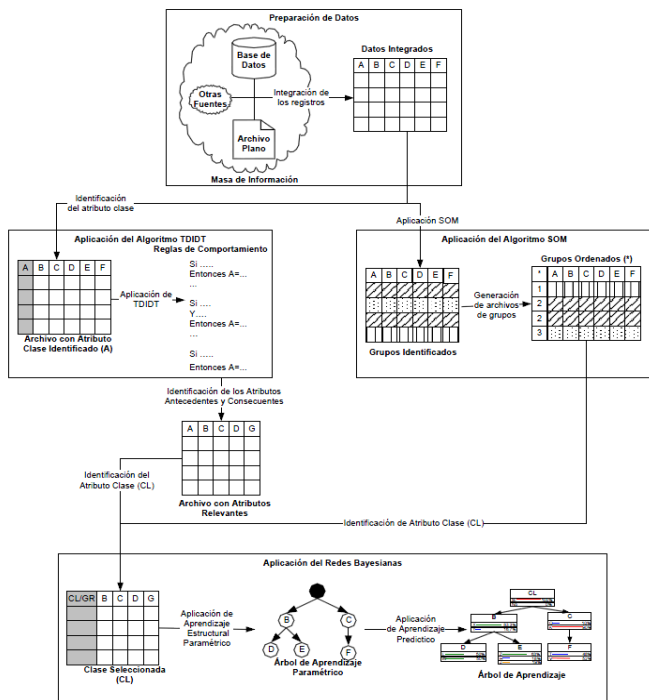 Preparación de Datos
Base de
Datos
Otras
Fuentes
Archivo
Plano
Masa de Información
Integración de
los registros
Datos Integrados
A B C D E F
Identificación
del atributo clase
Aplicación SOM
Aplicación del Algoritmo TDIDT
Reglas de Comportamiento
A B C D E F
Aplicación de
TDIDT
Archivo con Atributo
Clase Identificado (A)
Si .....
Entonces A=...
...
Si ....
Y....
Entonces A=...
...
Si .....
Entonces A=...
Aplicación del Algoritmo SOM
Grupos Ordenados (*)
A B C D E F
Grupos Identificados
Generación
de archivos
de grupos
* A B C D E F
1
2
2
3
Identificación de los Atributos
Antecedentes y Consecuentes
A B C D G
Archivo con Atributos
Relevantes
Identificación del
Atributo Clase (CL)
Identificación de Atributo Clase (CL)
Aplicación del Redes Bayesianas
CL/GR B C D G
Clase Seleccionada
(CL)
Aplicación de
Aprendizaje
Estructural
Paramétrico
B
C
D
E
F
Árbol de Aprendizaje
Paramétrico
Aplicación
de Aprendizaje
Predictico
CL
B
C
D
E
F
Árbol de Aprendizaje